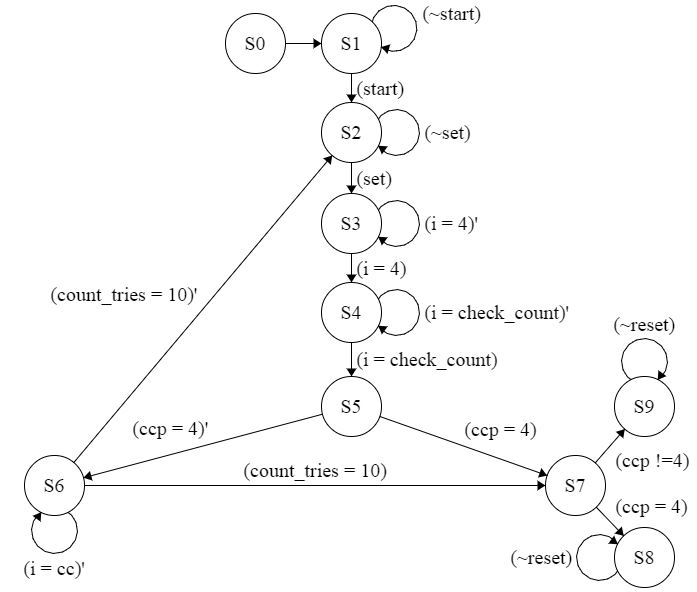 (~start)
S0
S1
(start)
S2
(~set)
(set)
S3
(i = 4)'
(i = 4)
(count_tries = 10)'
S4
(i = check_count)'
(~reset)
(i = check_count)
S5
S9
(ccp = 4)'
(ccp = 4)
(count_tries = 10)
(ccp !=4)
S6
S7
(ccp = 4)
(~reset)
S8
(i = cc)'